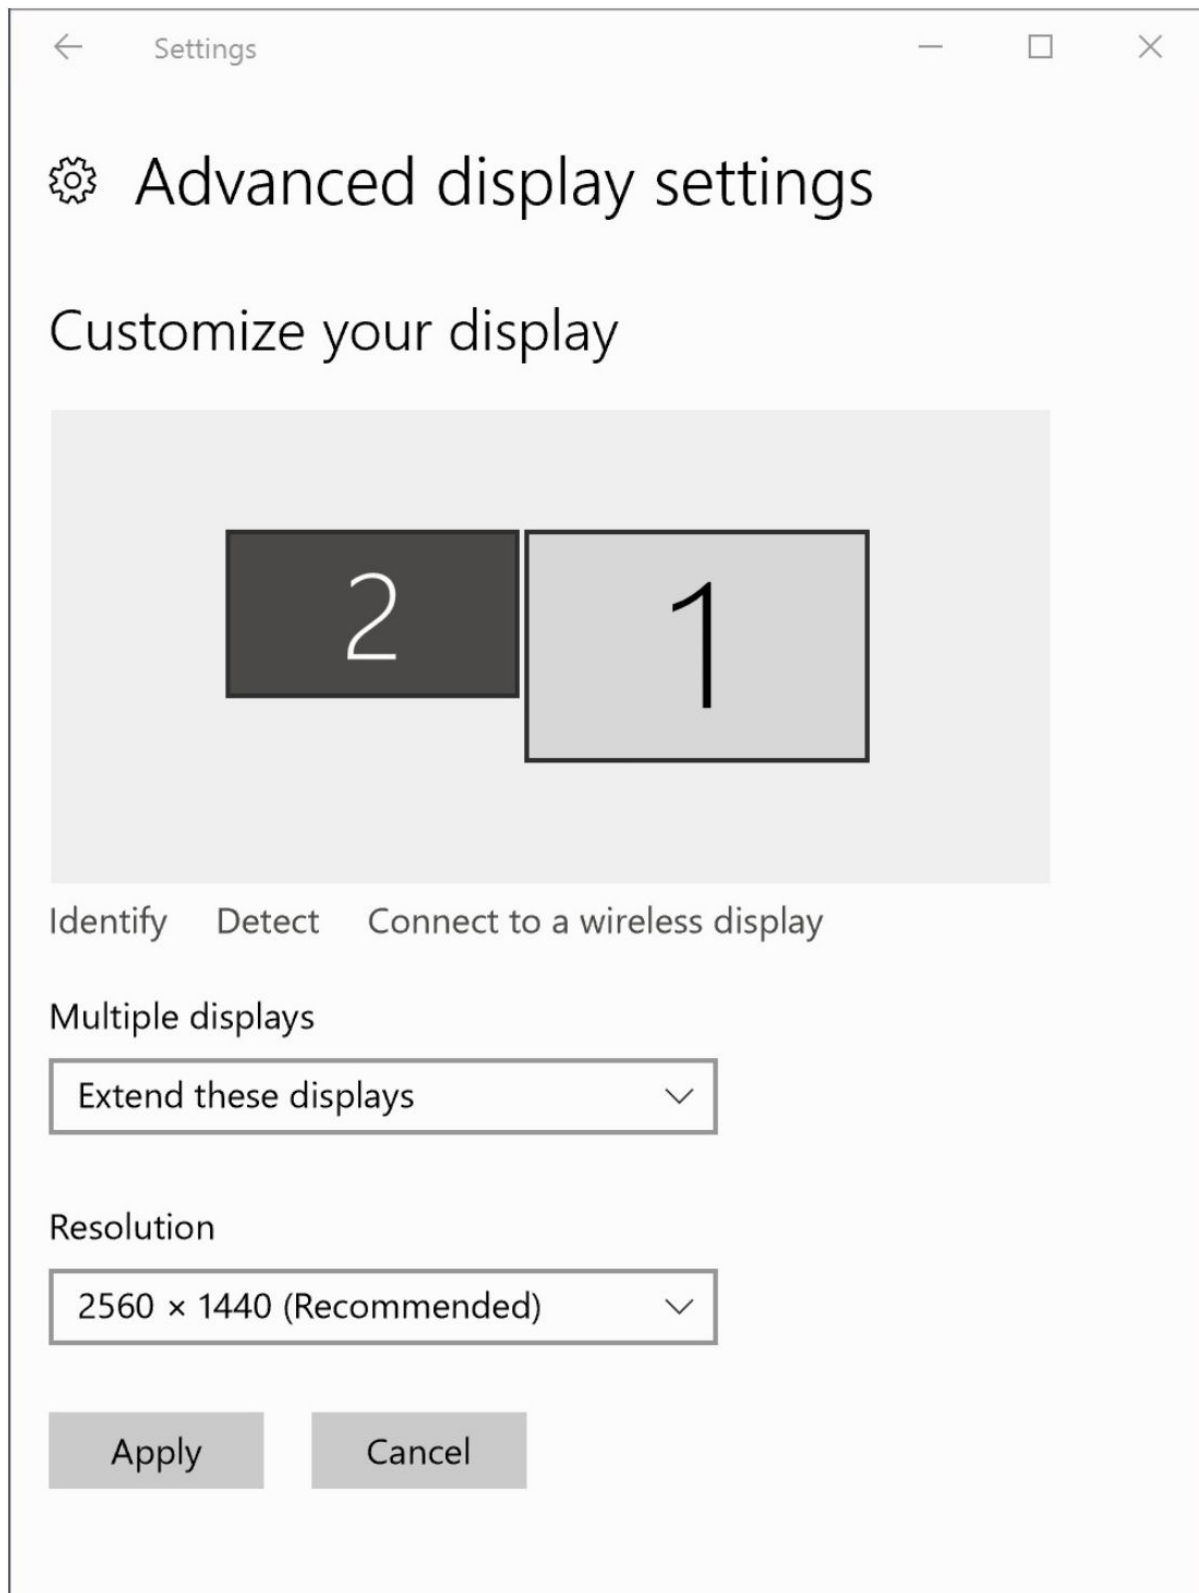 Settings
Advanced display settings
Customize your display
2 1
Identify Detect Connect to a wireless display
Multiple displays
Extend these displays
Resolution
2560 × 1440 (Recommended)
Apply Cancel